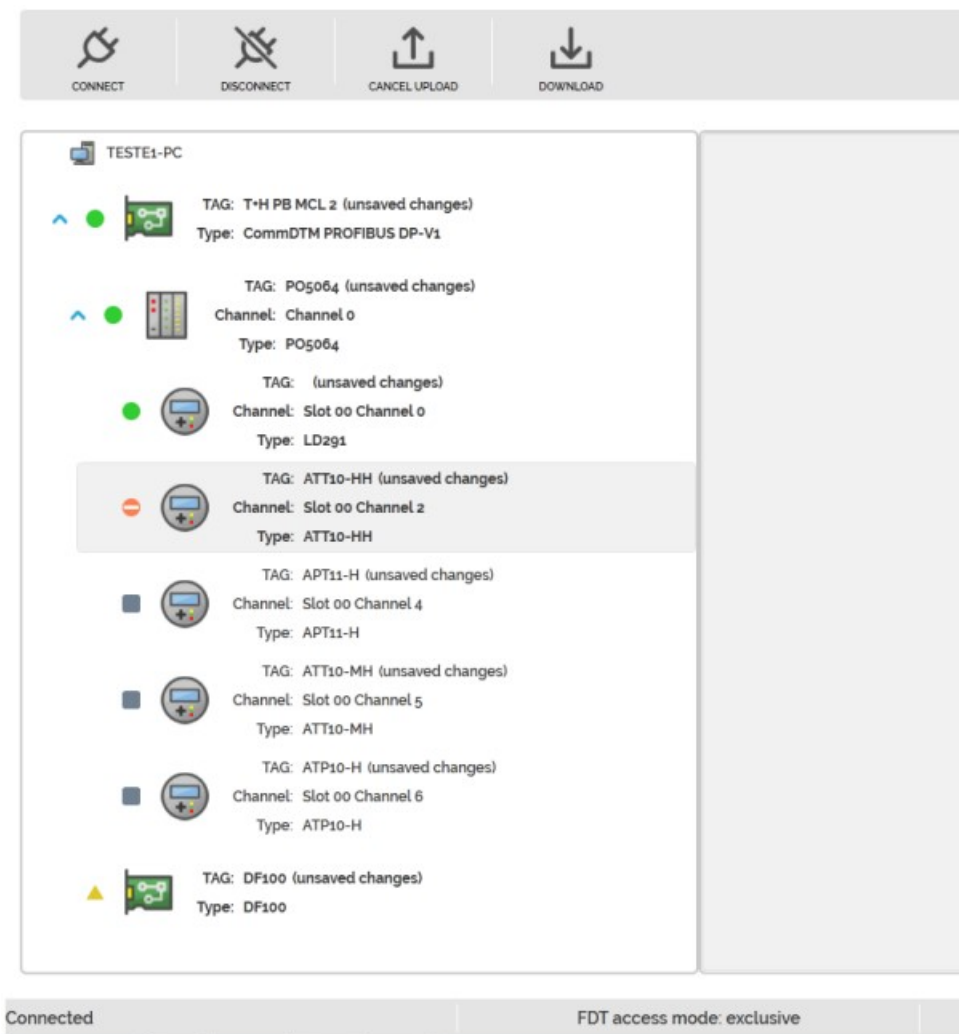 CONNECT DISCONNECT CANCEL UPLOAD DOWNLOAD
TESTE1-PC
TAG: T+H PB MCL 2 (unsaved changes)
Type: CommDTM PROFIBUS DP-V1
TAG: PO5064 (unsaved changes)
Channel: Channel 0
Type: PO5064
TAG: (unsaved changes)
Channel: Slot 00 Channel 0
Type: LD291
TAG: ATT10-HH (unsaved changes)
Channel: Slot 00 Channel 2
Type: ATT10-HH
TAG: APT11-H (unsaved changes)
Channel: Slot 00 Channel 4
Type: APT11-H
TAG: ATT10-MH (unsaved changes)
Channel: Slot 00 Channel 5
Type: ATT10-MH
TAG: ATP10-H (unsaved changes)
Channel: Slot 00 Channel 6
Type: ATP10-H
TAG: DF100 (unsaved changes)
Type: DF100
Connected FDT access mode: exclusive